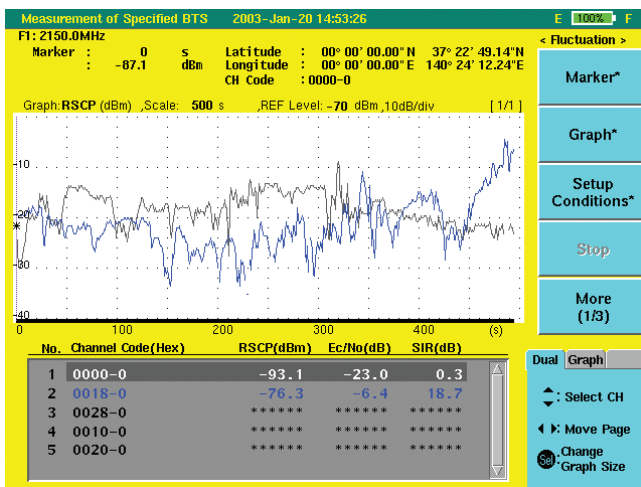 Measurement of Specified BTS 2003-Jan-20 14:53:26 E 100% F
F1: 2150.0MHz
Marker : 0 s Latitude : 00° 00' 00.00" N 37° 22' 49.14"N
: -87.1 dBm Longitude : 00° 00' 00.00" E 140° 24' 12.24"E
CH Code : 0000-0
Graph: RSCP (dBm) ,Scale: 500 s ,REF Level: -70 dBm ,10dB/div [ 1/1 ]
-10
-20
*
-30
-40
0 100 200 300 400 (s)
No. Channel Code(Hex) RSCP(dBm) Ec/No(dB) SIR(dB)
1 0000-0 -93.1 -23.0 0.3
2 0018-0 -76.3 -6.4 18.7
3 0028-0 ****** ****** ******
4 0010-0 ****** ****** ******
5 0020-0 ****** ****** ******
< Fluctuation >
Marker*
Graph*
Setup
Conditions*
Stop
More
(1/3)
Dual Graph
: Select CH
: Move Page
Sel :Change
Graph Size